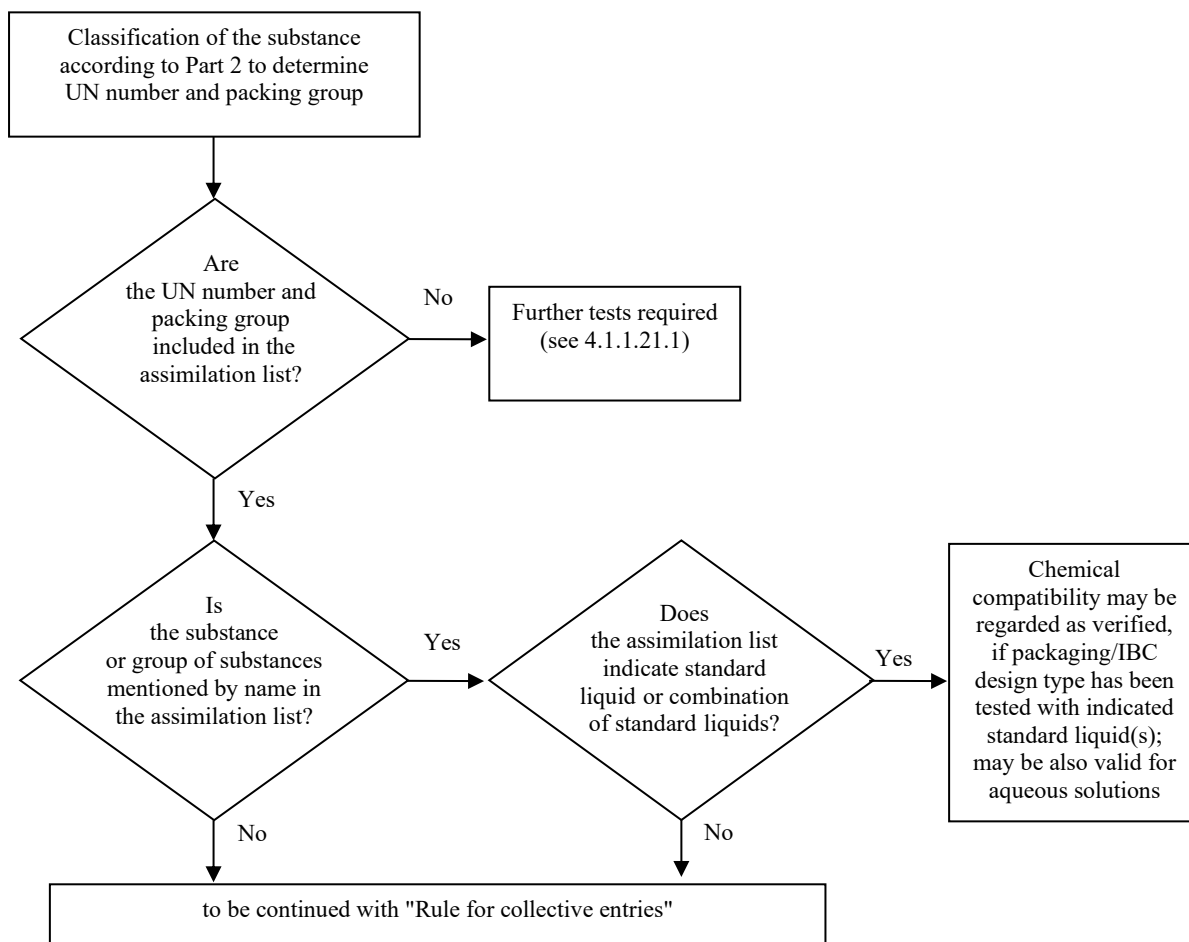 Classification of the substance
according to Part 2 to determine
UN number and packing group
Are
the UN number and
packing group
included in the
assimilation list?
No
Further tests required
(see 4.1.1.21.1)
Yes
Is
the substance
or group of substances
mentioned by name in
the assimilation list?
Yes
Does
the assimilation list
indicate standard
liquid or combination
of standard liquids?
Yes
Chemical
compatibility may be
regarded as verified,
if packaging/IBC
design type has been
tested with indicated
standard liquid(s);
may be also valid for
aqueous solutions
No
No
to be continued with "Rule for collective entries"